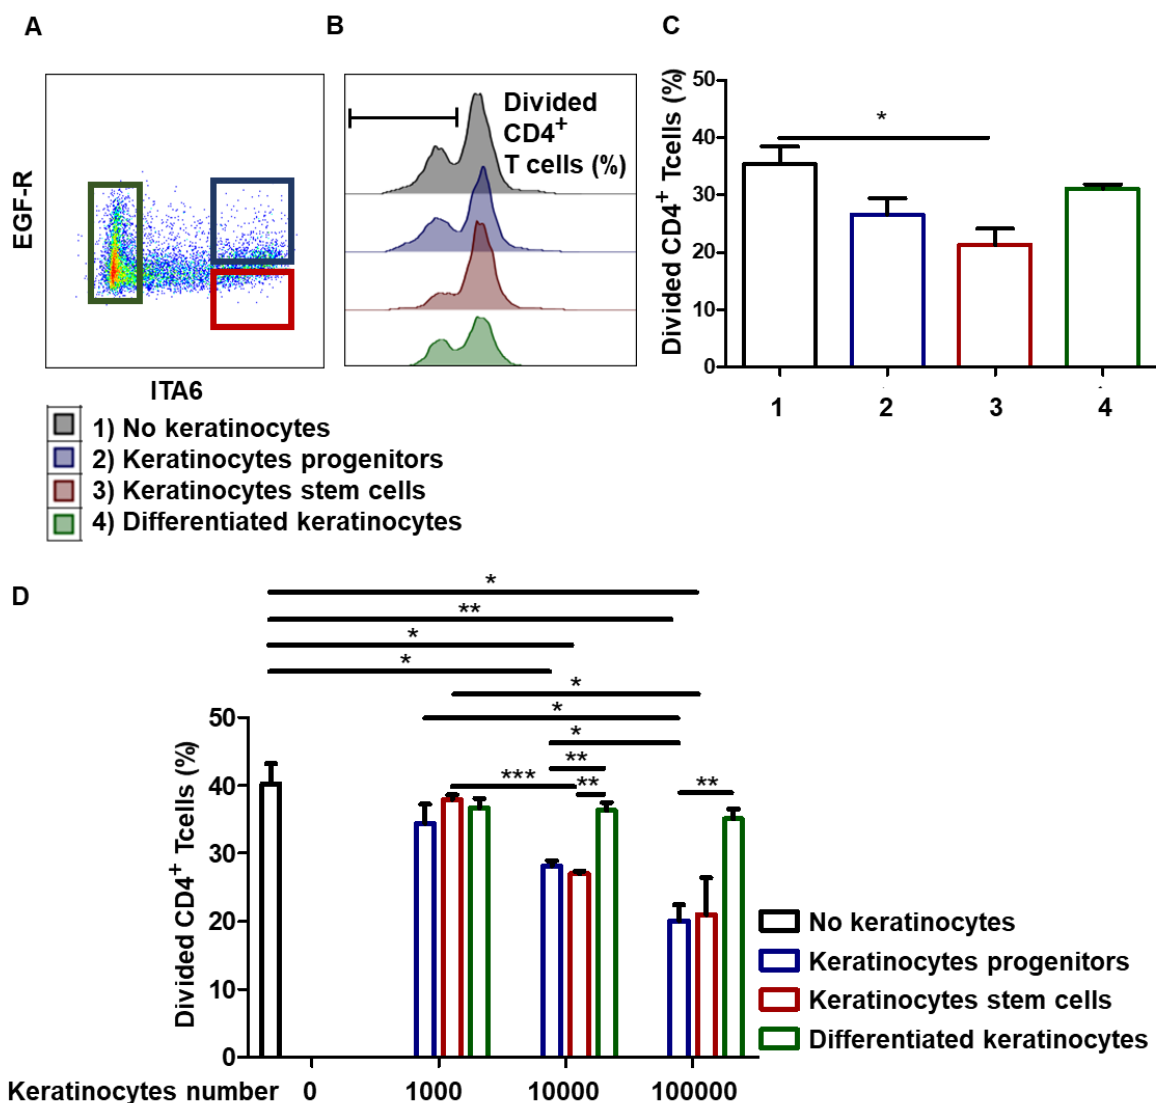 A
B
C
EGF-R
ITA6
Divided
CD4+
T cells (%)
Divided CD4+ Tcells (%)
50
40
30
20
10
0
*
1
2
3
4
1) No keratinocytes
2) Keratinocytes progenitors
3) Keratinocytes stem cells
4) Differentiated keratinocytes
D
*
**
*
*
*
*
*
**
***
**
**
Divided CD4+ Tcells (%)
50
40
30
20
10
0
Keratinocytes number 0 1000 10000 100000
No keratinocytes
Keratinocytes progenitors
Keratinocytes stem cells
Differentiated keratinocytes